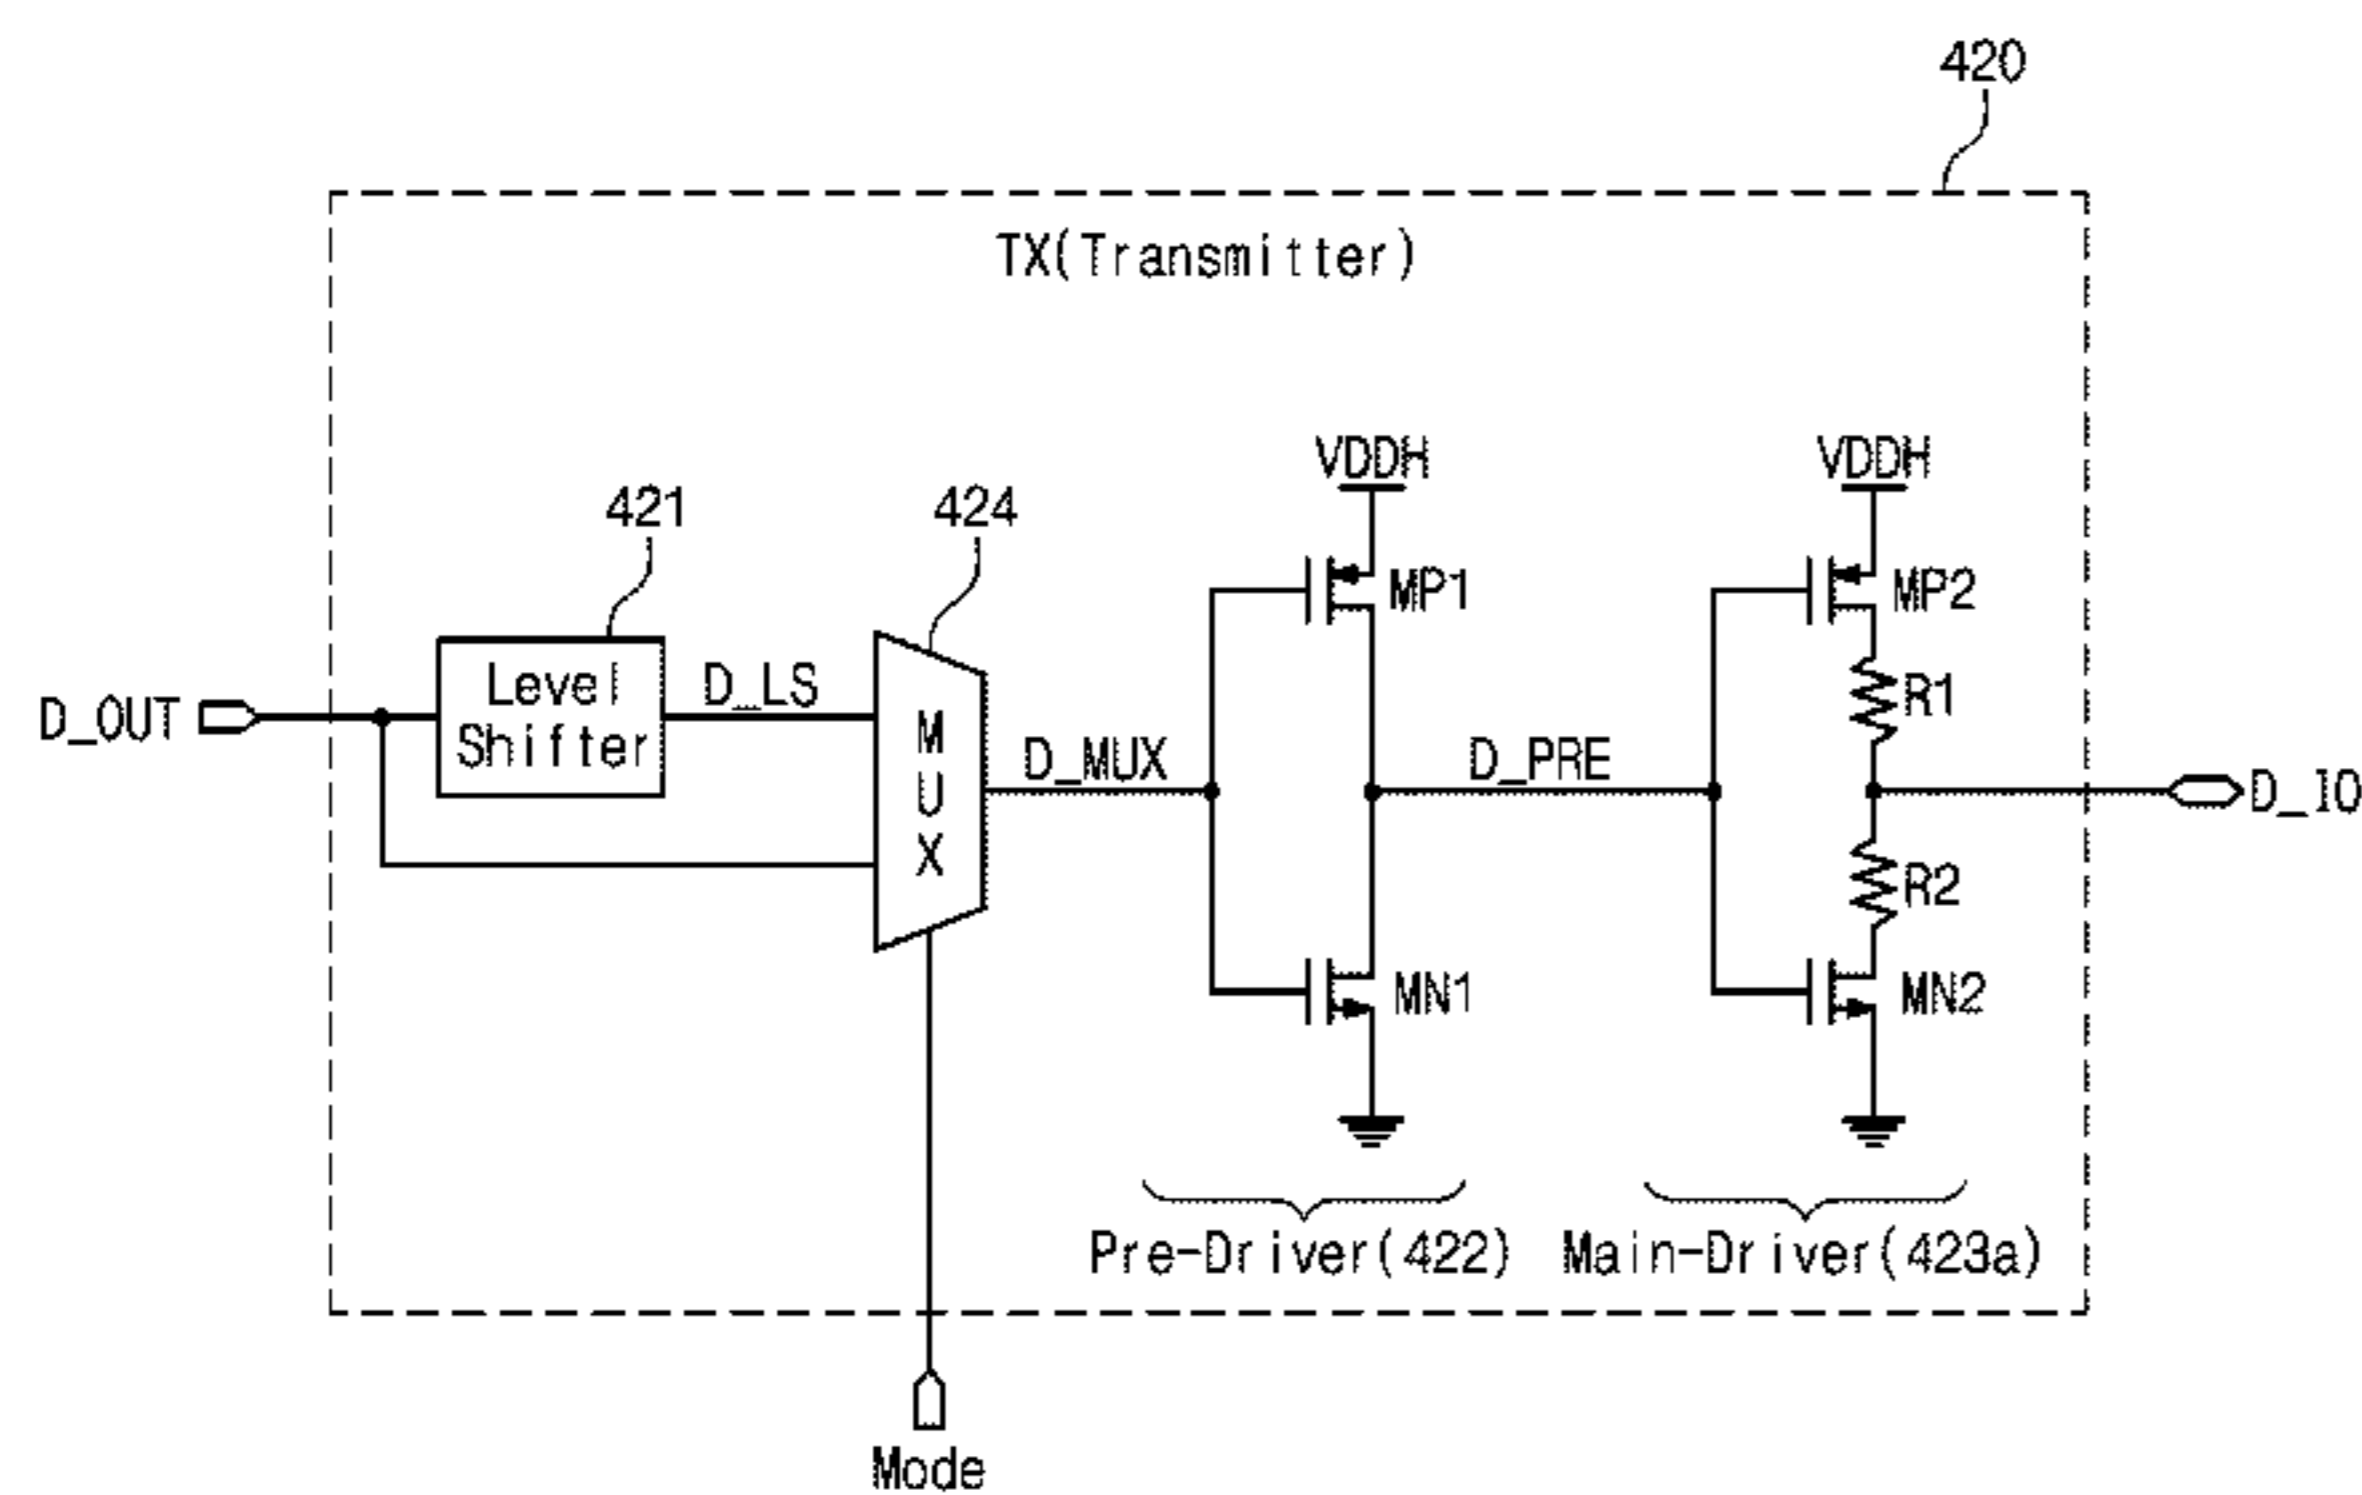 420
TX(Transmitter)
VDDH
VDDH
421
424
MP1
MP2
Level
Shifter
D_LS
R1
D_OUT
MUX
D_MUX
D_PRE
D_IO
R2
MN1
MN2
Pre-Driver(422)
Main-Driver(423a)
Mode